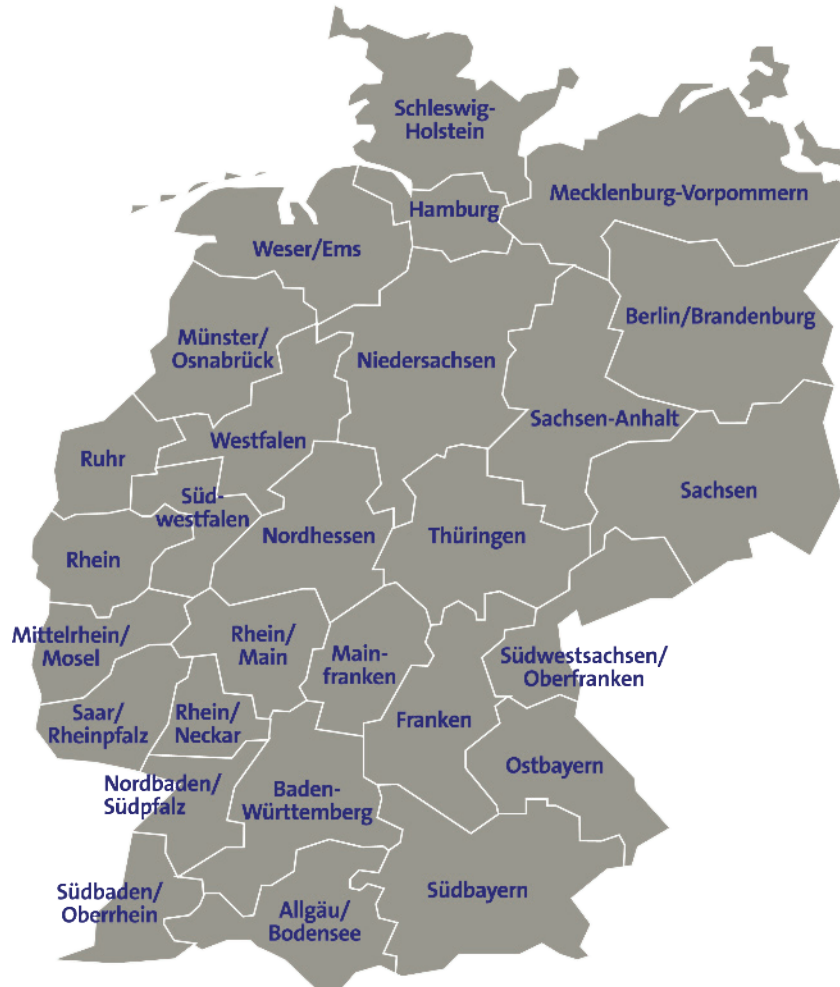 Schleswig-
Holstein
Mecklenburg-Vorpommern
Hamburg
Weser/Ems
Berlin/Brandenburg
Münster/
Osnabrück
Niedersachsen
Sachsen-Anhalt
Westfalen
Ruhr
Sachsen
Süd-
westfalen
Nordhessen
Thüringen
Rhein
Mittelrhein/
Mosel
Rhein/
Main
Main-
franken
Südwestsachsen/
Oberfranken
Saar/
Rheinpfalz
Rhein/
Neckar
Franken
Ostbayern
Nordbaden/
Südpfalz
Baden-
Württemberg
Südbaden/
Oberrhein
Allgäu/
Bodensee
Südbayern